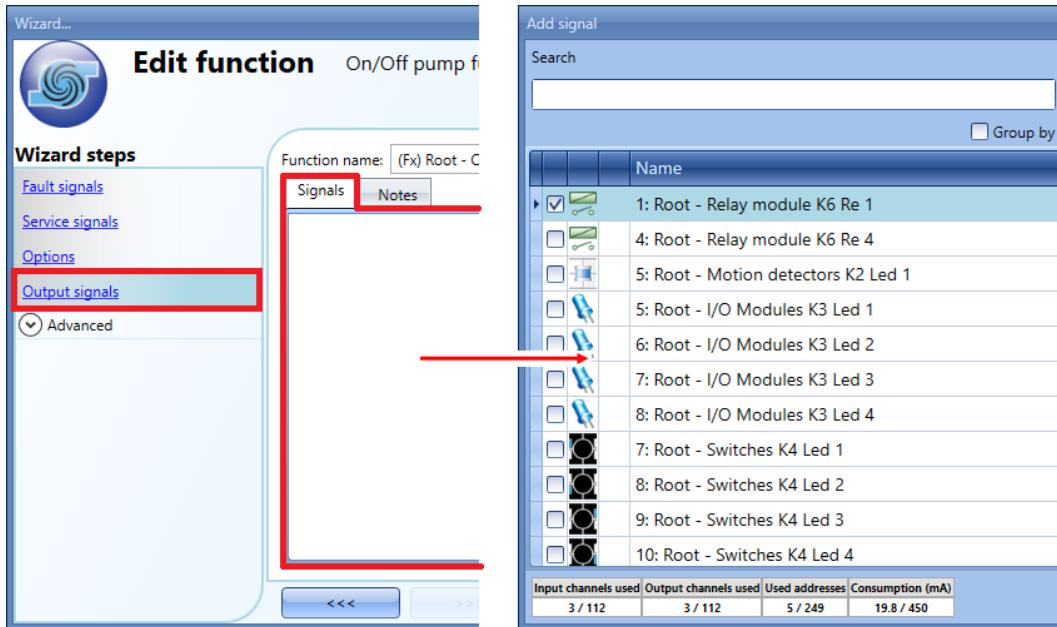 Wizard...
Edit function On/Off pump f
Wizard steps
Fault signals
Service signals
Options
Output signals
Advanced
Function name: (Fx) Root - C
Signals Notes
<<< >>
Add signal
Search
Group by
Name
1: Root - Relay module K6 Re 1
4: Root - Relay module K6 Re 4
5: Root - Motion detectors K2 Led 1
5: Root - I/O Modules K3 Led 1
6: Root - I/O Modules K3 Led 2
7: Root - I/O Modules K3 Led 3
8: Root - I/O Modules K3 Led 4
7: Root - Switches K4 Led 1
8: Root - Switches K4 Led 2
9: Root - Switches K4 Led 3
10: Root - Switches K4 Led 4
Input channels used Output channels used Used addresses Consumption (mA)
3 / 112 3 / 112 5 / 249 19.8 / 450